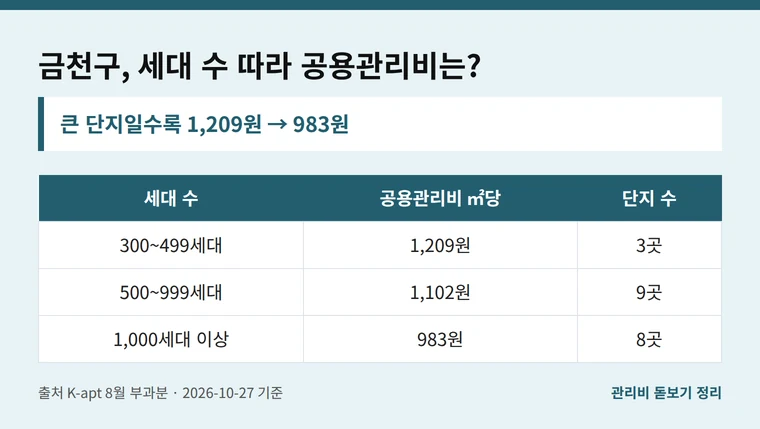 금천구, 세대 수 따라 공용관리비는?
큰 단지일수록 1,209원 → 983원
세대 수 공용관리비 ㎡당 단지 수
300~499세대 1,209원 3곳
500~999세대 1,102원 9곳
1,000세대 이상 983원 8곳
출처 K-apt 8월 부과분 · 2026-10-27 기준 관리비 돋보기 정리